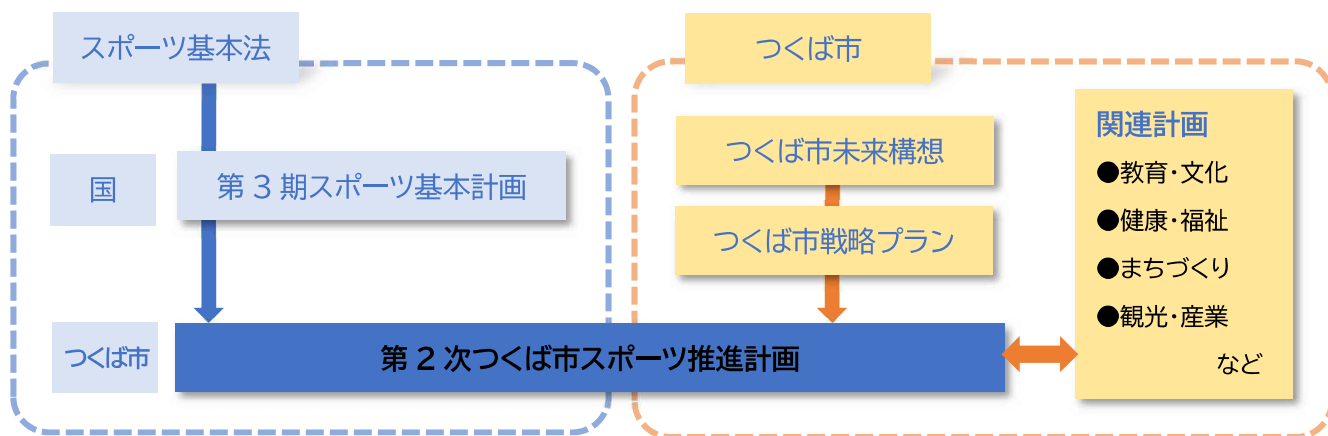 スポーツ基本法
国
第3期スポーツ基本計画
つくば市
つくば市未来構想
つくば市戦略プラン
関連計画
●教育・文化
●健康・福祉
●まちづくり
●観光・産業
など
つくば市
第2次つくば市スポーツ推進計画